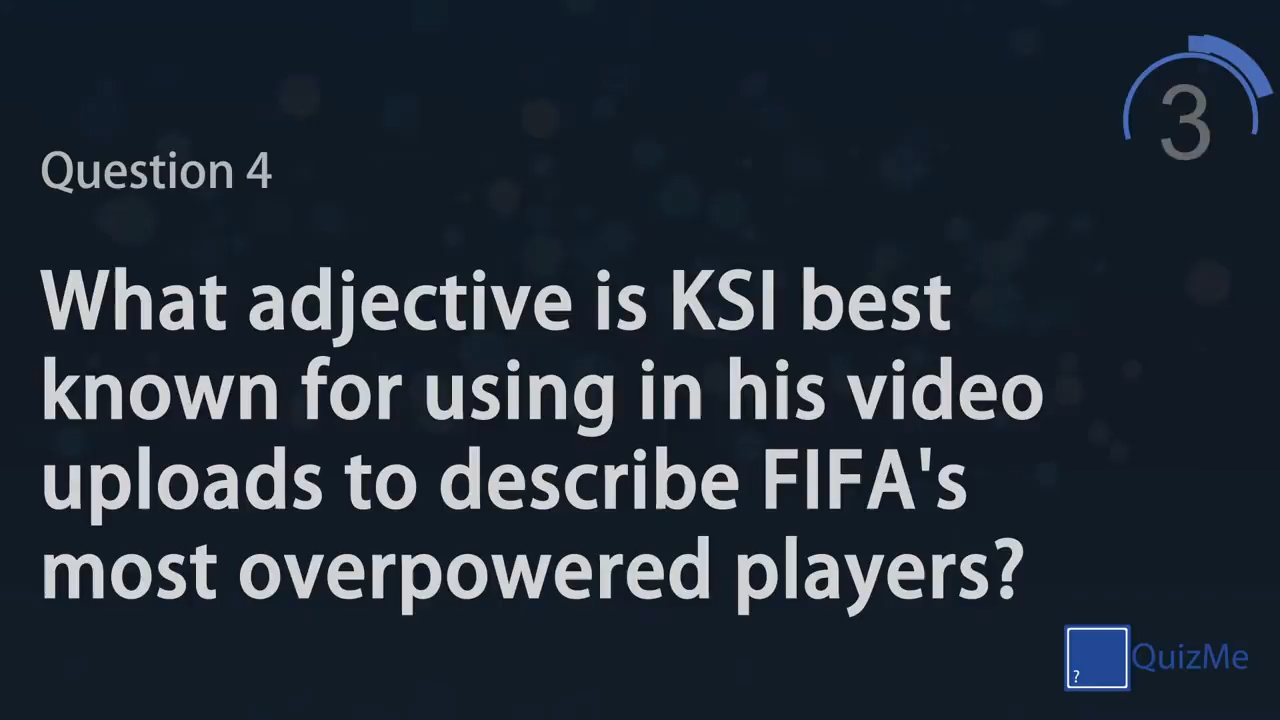 3
Question 4
What adjective is KSI best
known for using in his video
uploads to describe FIFA's
most overpowered players?
?
QuizMe